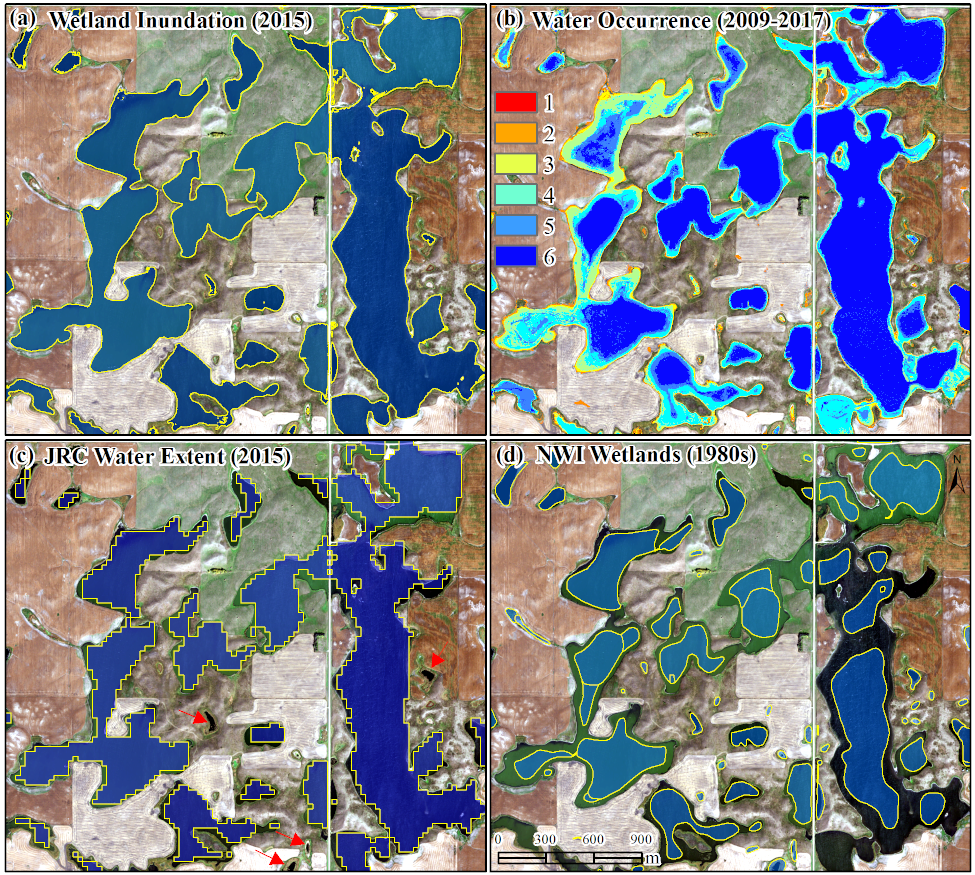 (a) Wetland Inundation (2015)
(b) Water Occurrence (2009-2017)
1
2
3
4
5
6
(c) JRC Water Extent (2015)
(d) NWI Wetlands (1980s)
N
0 300 600 900
m